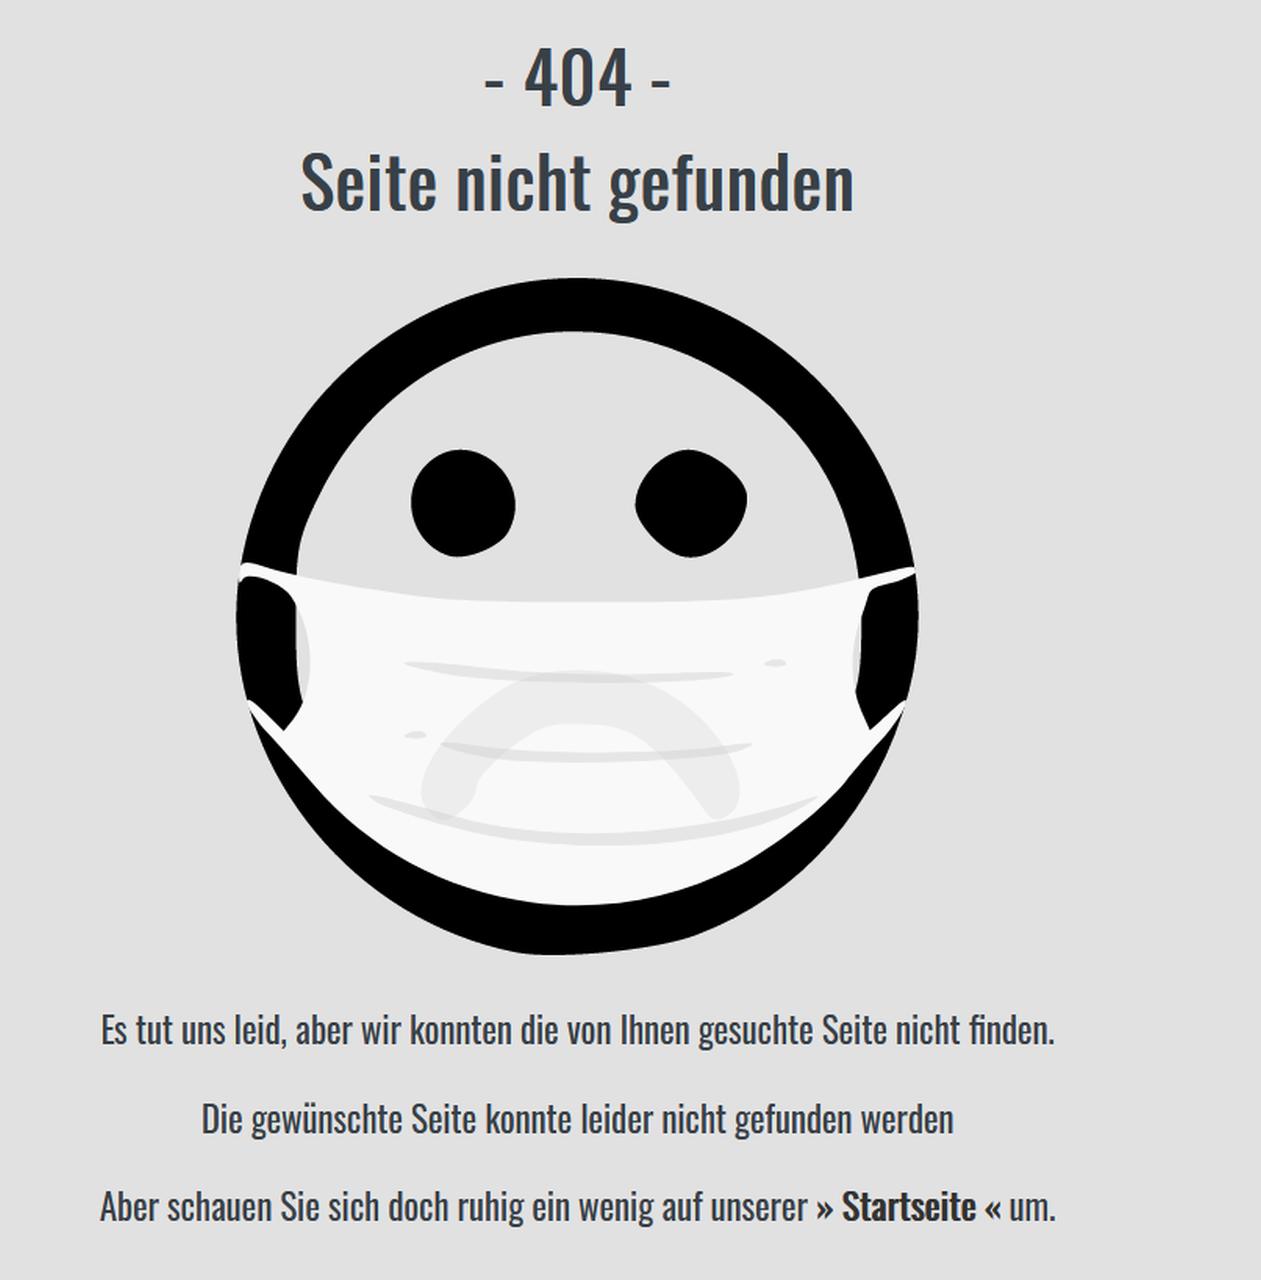 - 404 -
Seite nicht gefunden
Es tut uns leid, aber wir konnten die von Ihnen gesuchte Seite nicht finden.
Die gewünschte Seite konnte leider nicht gefunden werden
Aber schauen Sie sich doch ruhig ein wenig auf unserer » Startseite « um.